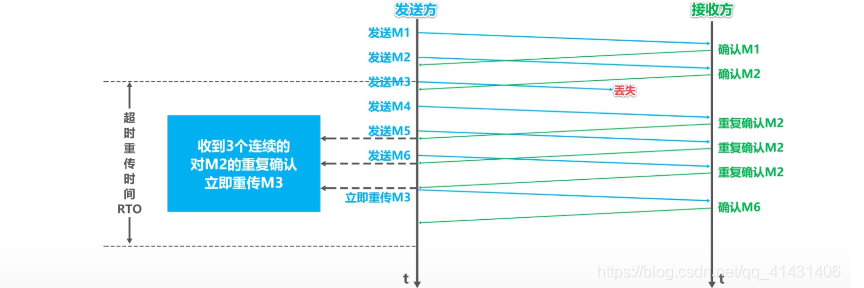 发送方
接收方
发送M1
确认M1
发送M2
确认M2
发送M3
丢失
发送M4
重复确认M2
发送M5
重复确认M2
发送M6
重复确认M2
立即重传M3
确认M6
超时重传时间RTO
收到3个连续的
对M2的重复确认
立即重传M3
t
t
https://blog.csdn.net/qq_41431406